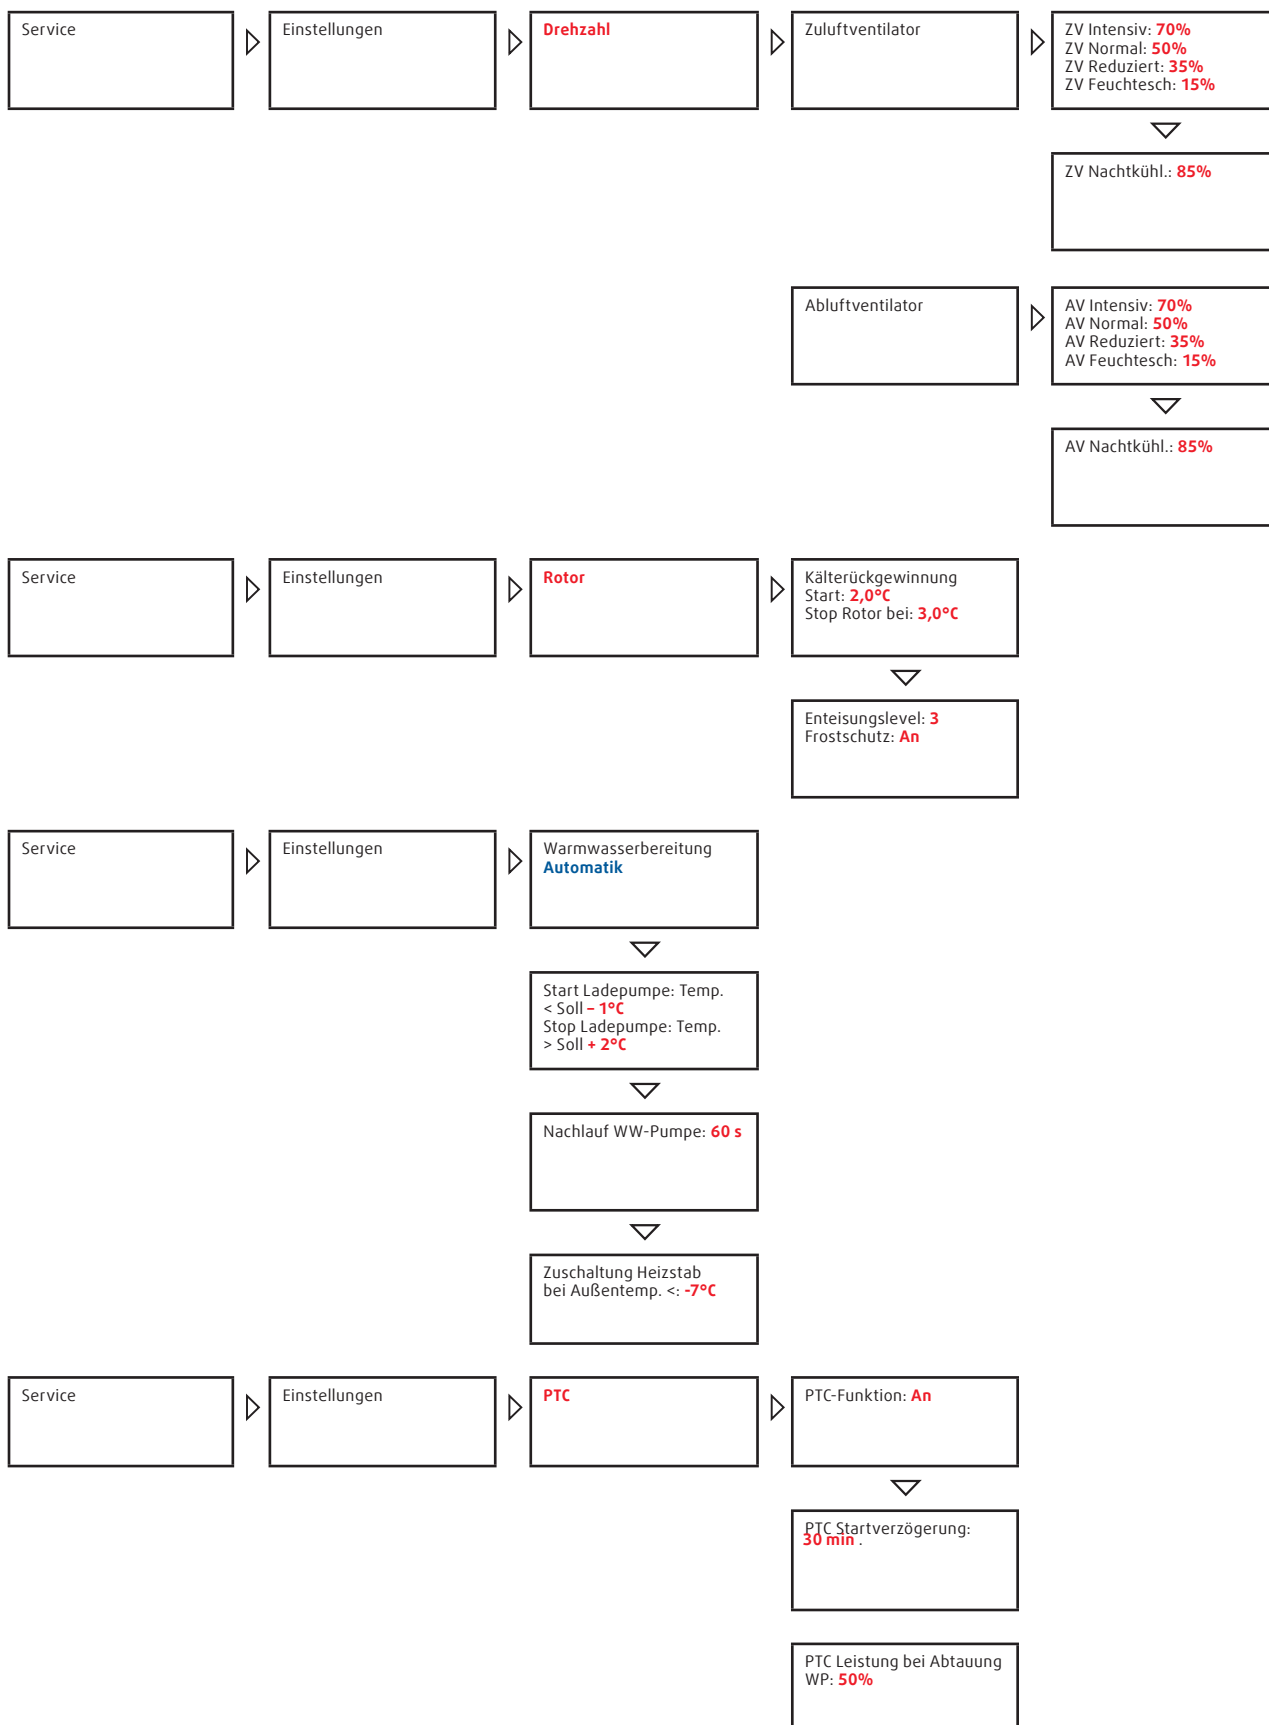 Service
Einstellungen
Drehzahl
Zuluftventilator
ZV Intensiv: 70%
ZV Normal: 50%
ZV Reduziert: 35%
ZV Feuchtesch: 15%
ZV Nachtkühl.: 85%
Abluftventilator
AV Intensiv: 70%
AV Normal: 50%
AV Reduziert: 35%
AV Feuchtesch: 15%
AV Nachtkühl.: 85%
Service
Einstellungen
Rotor
Kälterückgewinnung
Start: 2,0°C
Stop Rotor bei: 3,0°C
Enteisungslevel: 3
Frostschutz: An
Service
Einstellungen
Warmwasserbereitung
Automatik
Start Ladepumpe: Temp.
< Soll – 1°C
Stop Ladepumpe: Temp.
> Soll + 2°C
Nachlauf WW-Pumpe: 60 s
Zuschaltung Heizstab
bei Außentemp. <: -7°C
Service
Einstellungen
PTC
PTC-Funktion: An
PTC Startverzögerung:
30 min .
PTC Leistung bei Abtauung
WP: 50%